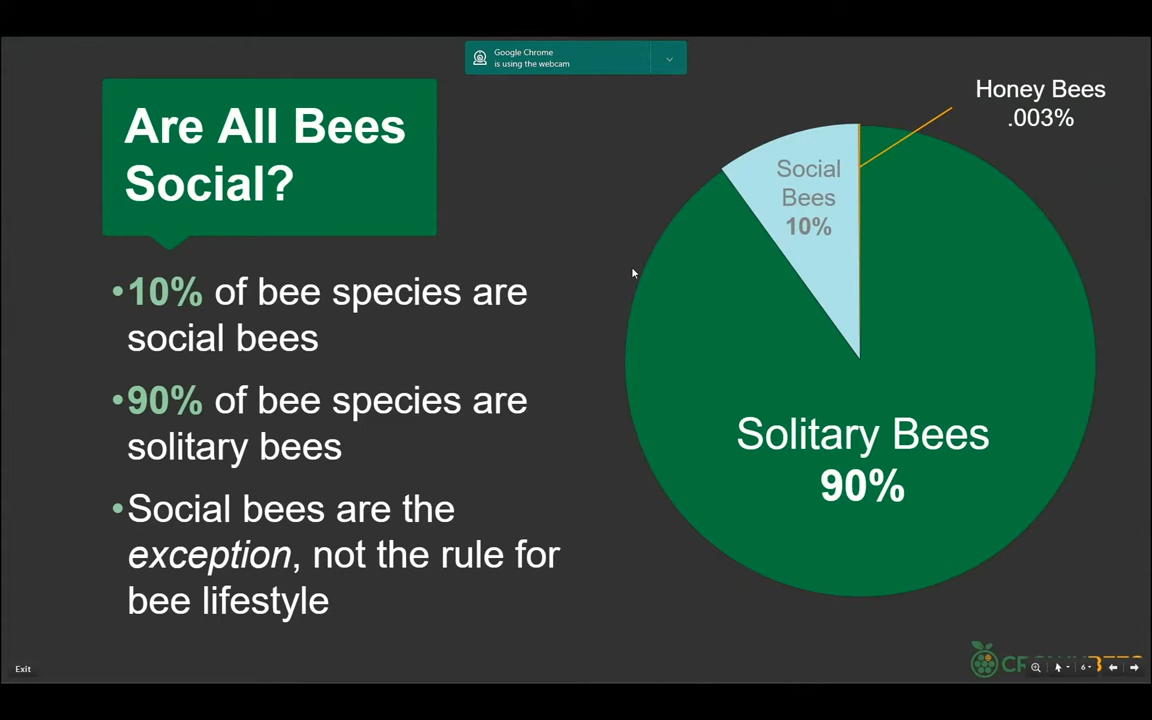 Google Chrome
is using the webcam
Are All Bees
Social?
•10% of bee species are
social bees
•90% of bee species are
solitary bees
•Social bees are the
exception, not the rule for
bee lifestyle
Honey Bees
.003%
Social
Bees
10%
Solitary Bees
90%
Exit
6